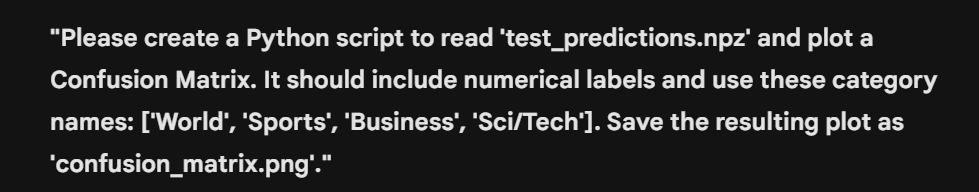 "Please create a Python script to read 'test_predictions.npz' and plot a
Confusion Matrix. It should include numerical labels and use these category
names: ['World', 'Sports', 'Business', 'Sci/Tech']. Save the resulting plot as
'confusion_matrix.png'."